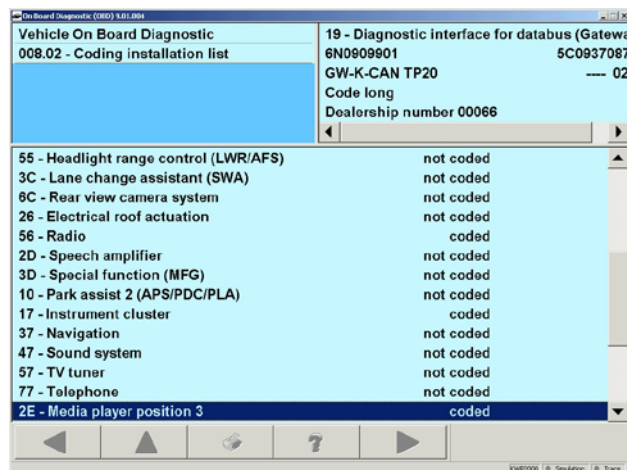 On Board Diagnostic (OBD) 9.01.004
Vehicle On Board Diagnostic
008.02 - Coding installation list
19 - Diagnostic interface for databus (Gatewa
6N0909901 5C0937087
GW-K-CAN TP20 ---- 02
Code long
Dealership number 00066
55 - Headlight range control (LWR/AFS) not coded
3C - Lane change assistant (SWA) not coded
6C - Rear view camera system not coded
26 - Electrical roof actuation not coded
56 - Radio coded
2D - Speech amplifier not coded
3D - Special function (MFG) not coded
10 - Park assist 2 (APS/PDC/PLA) not coded
17 - Instrument cluster coded
37 - Navigation not coded
47 - Sound system not coded
57 - TV tuner not coded
77 - Telephone not coded
2E - Media player position 3 coded
?
KWP2000 Simulation Trace